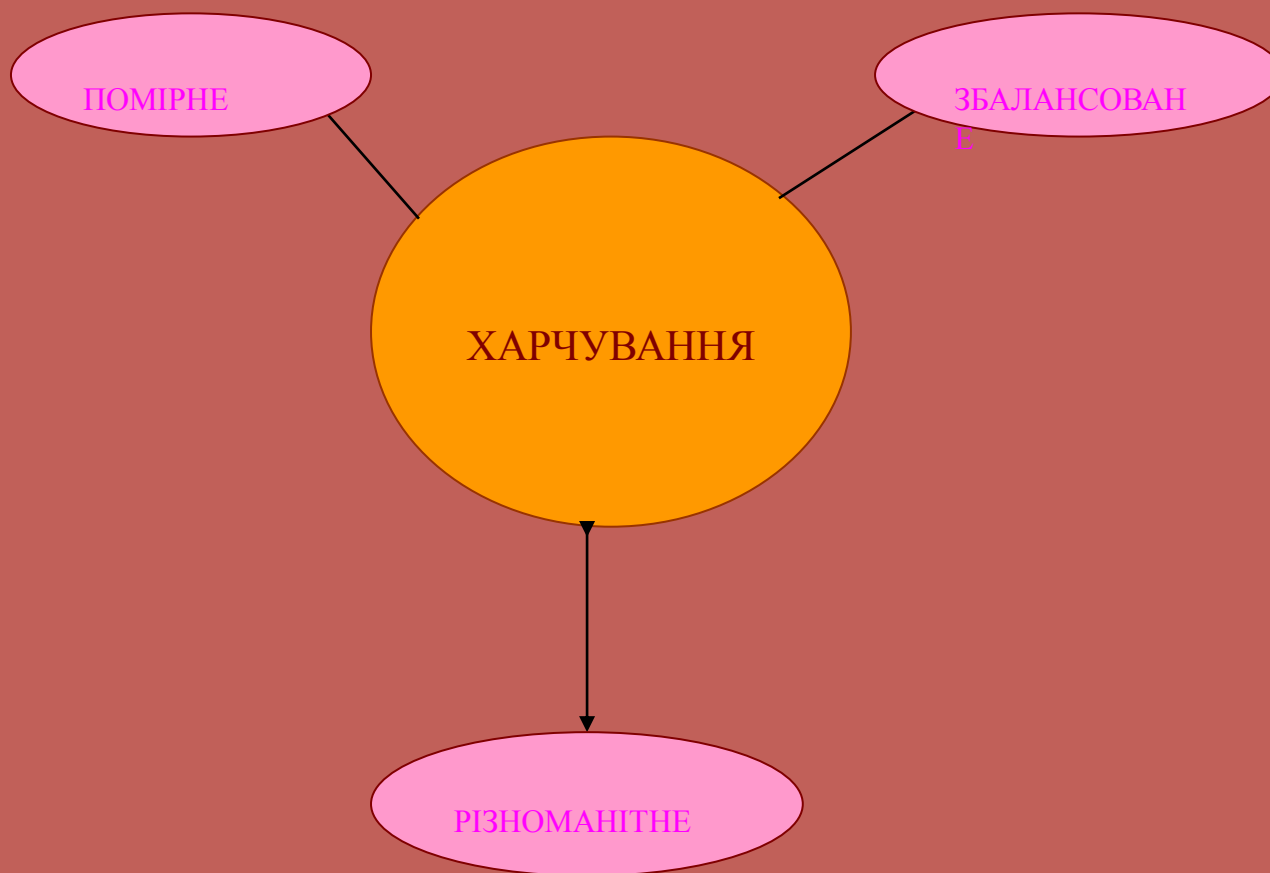 ПОМІРНЕ
ЗБАЛАНСОВАН
Е
ХАРЧУВАННЯ
РІЗНОМАНІТНЕ